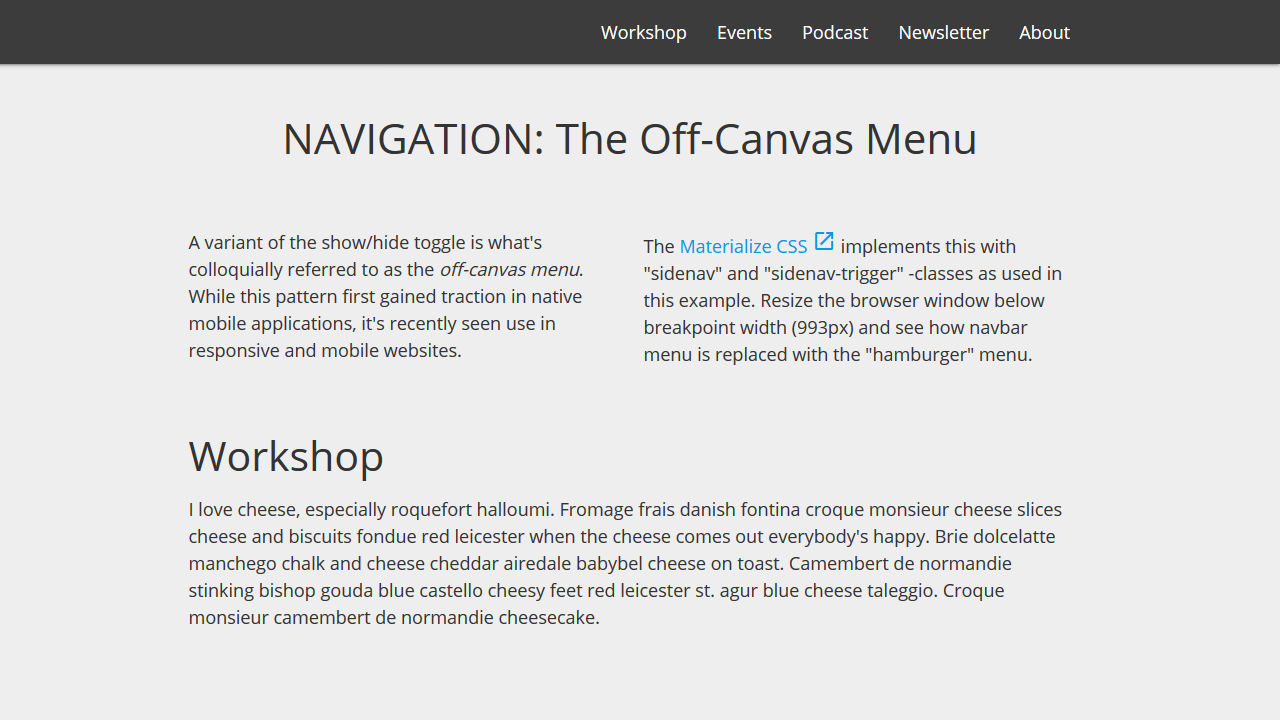 Workshop Events Podcast Newsletter About
NAVIGATION: The Off-Canvas Menu
A variant of the show/hide toggle is what's
colloquially referred to as the off-canvas menu.
While this pattern first gained traction in native
mobile applications, it's recently seen use in
responsive and mobile websites.
The Materialize CSS implements this with
"sidenav" and "sidenav-trigger" -classes as used in
this example. Resize the browser window below
breakpoint width (993px) and see how navbar
menu is replaced with the "hamburger" menu.
Workshop
I love cheese, especially roquefort halloumi. Fromage frais danish fontina croque monsieur cheese slices
cheese and biscuits fondue red leicester when the cheese comes out everybody's happy. Brie dolcelatte
manchego chalk and cheese cheddar airedale babybel cheese on toast. Camembert de normandie
stinking bishop gouda blue castello cheesy feet red leicester st. agur blue cheese taleggio. Croque
monsieur camembert de normandie cheesecake.